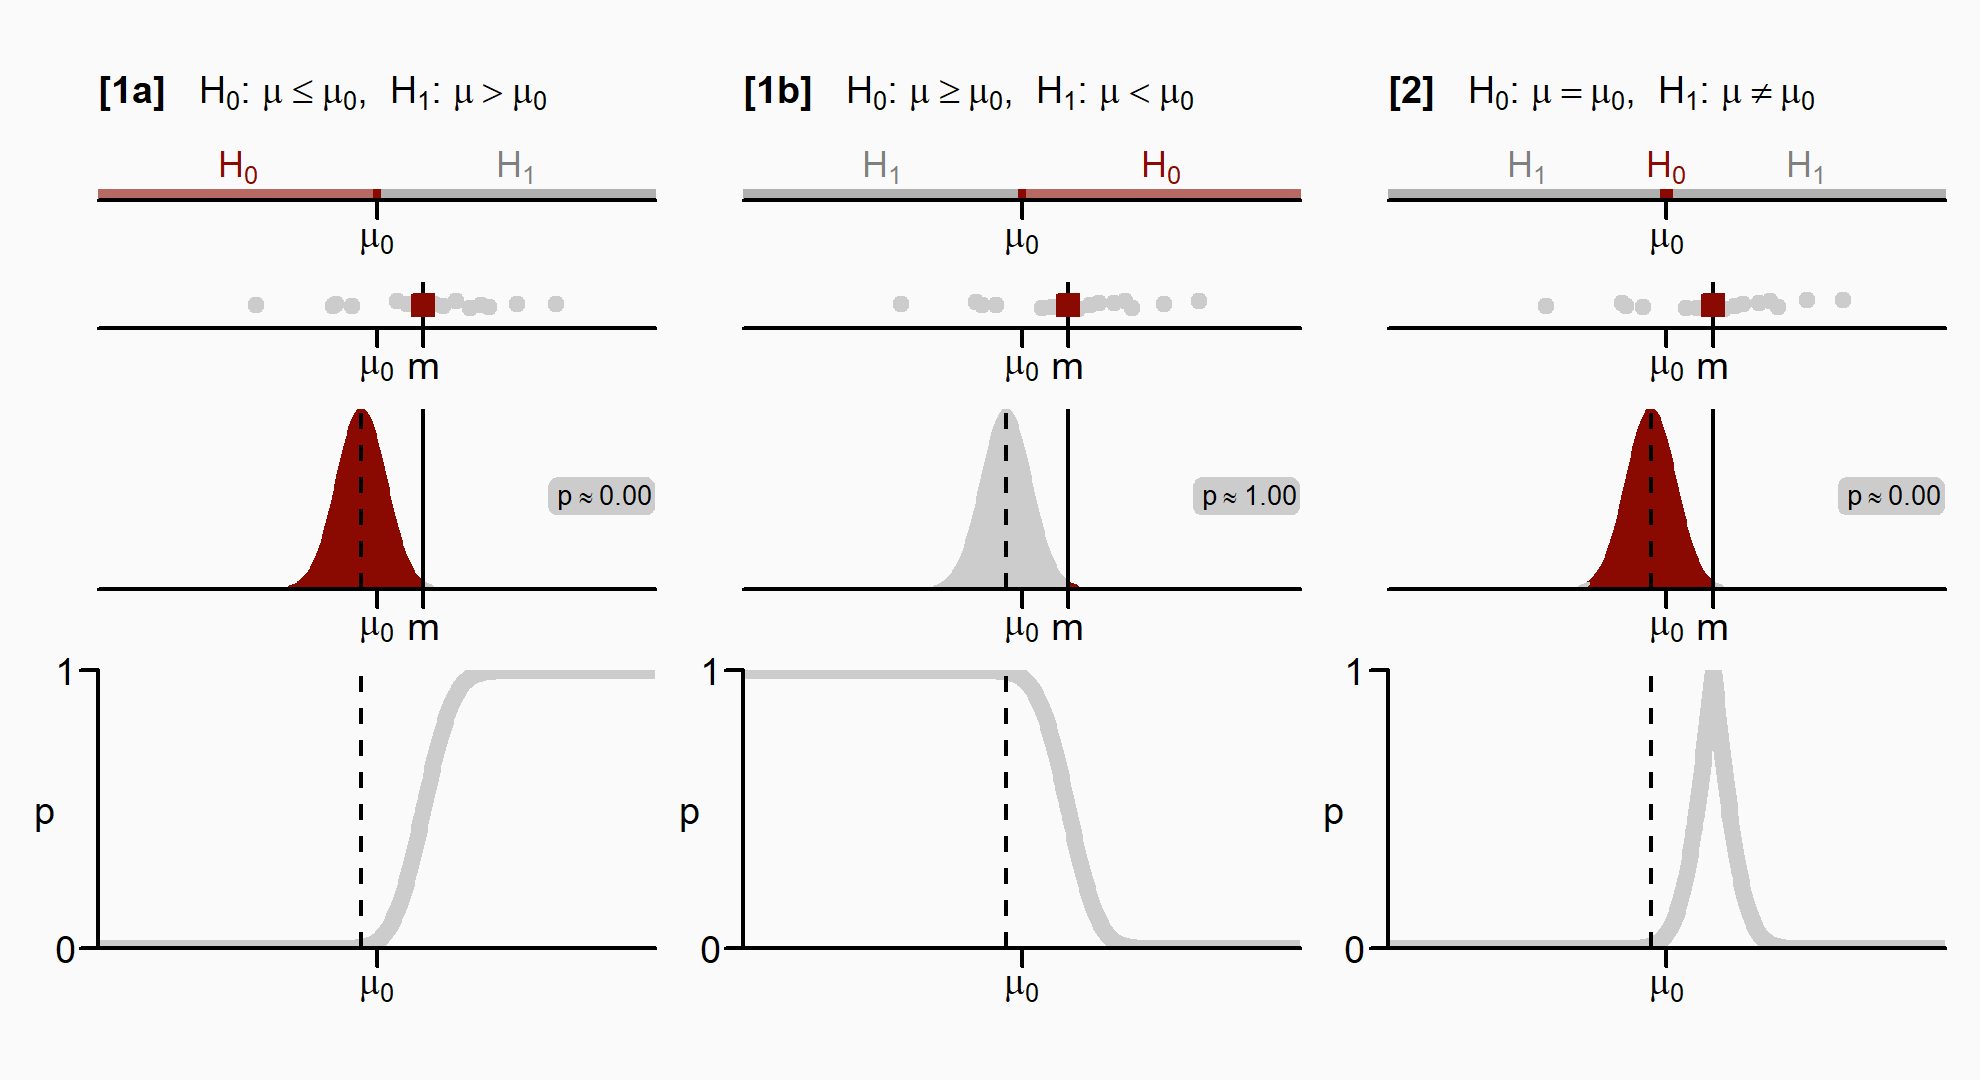 [1a] H₀: μ ≤ μ₀, H₁: μ > μ₀
H₀ H₁
μ₀
μ₀ m
p ≈ 0.00
μ₀ m
1
p
0
μ₀
[1b] H₀: μ ≥ μ₀, H₁: μ < μ₀
H₁ H₀
μ₀
μ₀ m
p ≈ 1.00
μ₀ m
1
p
0
μ₀
[2] H₀: μ = μ₀, H₁: μ ≠ μ₀
H₁ H₀ H₁
μ₀
μ₀ m
p ≈ 0.00
μ₀ m
1
p
0
μ₀